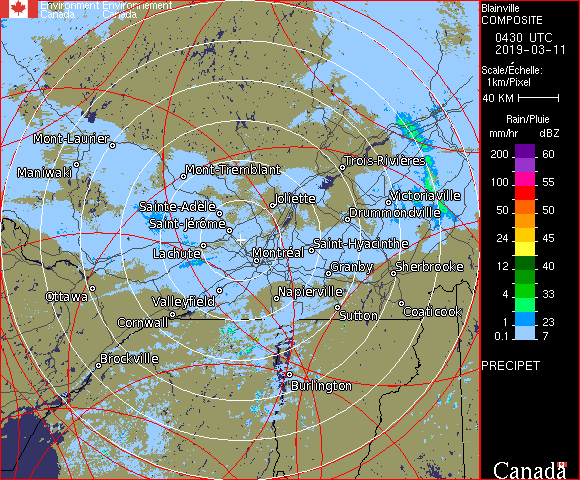 Environment Environnement
Canada Canada
Blainville
COMPOSITE
0430 UTC
2019-03-11
Scale/Échelle:
1km/Pixel
40 KM
Rain/Pluie
mm/hr dBZ
200 60
100 55
50 50
24 45
12 40
4 33
1 23
0.1 7
PRECIPET
Canada
Mont-Laurier
Maniwaki
Mont-Tremblant
Trois-Rivières
Joliette
Victoriaville
Sainte-Adèle
Drummondville
Saint-Jérôme
Saint-Hyacinthe
Lachute
Montréal
Granby
Sherbrooke
Ottawa
Valleyfield
Napierville
Cornwall
Sutton
Coaticook
Brockville
Burlington